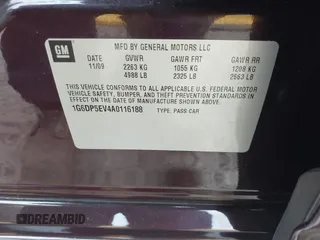 GM
MFD BY GENERAL MOTORS LLC
DATE GVWR GAWR FRT GAWR RR
11/09 2263 KG 1055 KG 1208 KG
4988 LB 2325 LB 2663 LB
THIS VEHICLE CONFORMS TO ALL APPLICABLE U.S. FEDERAL MOTOR
VEHICLE SAFETY, BUMPER, AND THEFT PREVENTION STANDARDS
IN EFFECT ON THE DATE OF MANUFACTURE SHOWN ABOVE.
1G6DP5EV4A0116188 TYPE: PASS CAR
DREAMBID